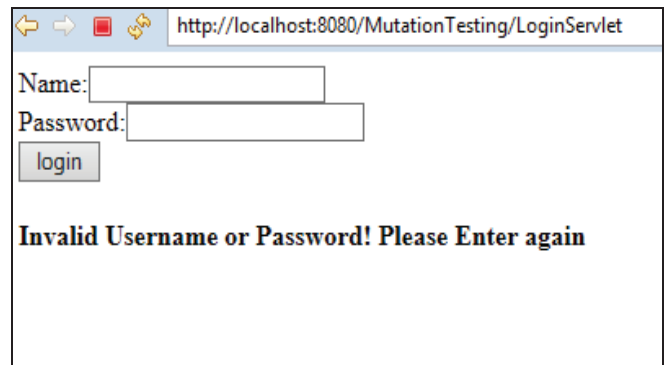 http://localhost:8080/MutationTesting/LoginServlet
Name:
Password:
login
Invalid Username or Password! Please Enter again